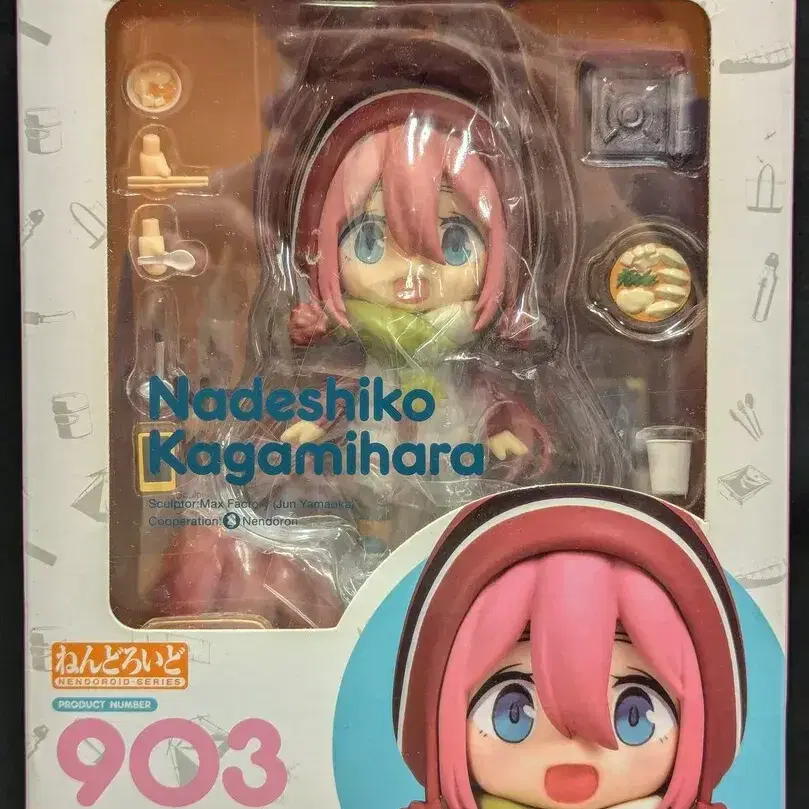 Nadeshiko
Kagamihara
Sculptor:Max Factory (Jun Yamaoka)
Cooperation: Nendoron
ねんどろいど
NENDOROID-SERIES
PRODUCT NUMBER
903